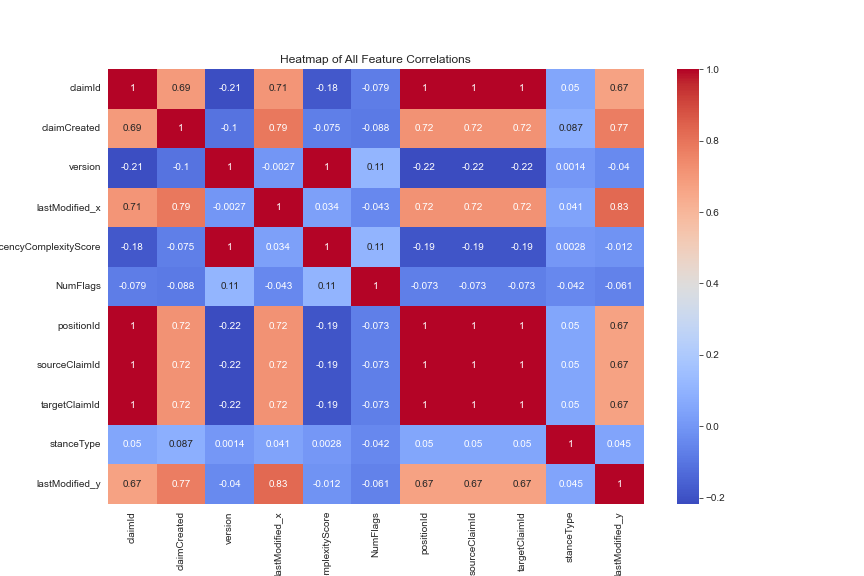 Heatmap of All Feature Correlations
claimId 1 0.69 -0.21 0.71 -0.18 -0.079 1 1 1 0.05 0.67
claimCreated 0.69 1 -0.1 0.79 -0.075 -0.088 0.72 0.72 0.72 0.087 0.77
version -0.21 -0.1 1 -0.0027 1 0.11 -0.22 -0.22 -0.22 0.0014 -0.04
lastModified_x 0.71 0.79 -0.0027 1 0.034 -0.043 0.72 0.72 0.72 0.041 0.83
cencyComplexityScore -0.18 -0.075 1 0.034 1 0.11 -0.19 -0.19 -0.19 0.0028 -0.012
NumFlags -0.079 -0.088 0.11 -0.043 0.11 1 -0.073 -0.073 -0.073 -0.042 -0.061
positionId 1 0.72 -0.22 0.72 -0.19 -0.073 1 1 1 0.05 0.67
sourceClaimId 1 0.72 -0.22 0.72 -0.19 -0.073 1 1 1 0.05 0.67
targetClaimId 1 0.72 -0.22 0.72 -0.19 -0.073 1 1 1 0.05 0.67
stanceType 0.05 0.087 0.0014 0.041 0.0028 -0.042 0.05 0.05 0.05 1 0.045
lastModified_y 0.67 0.77 -0.04 0.83 -0.012 -0.061 0.67 0.67 0.67 0.045 1
claimId
claimCreated
version
lastModified_x
mplexityScore
NumFlags
positionId
sourceClaimId
targetClaimId
stanceType
lastModified_y
1.0
0.8
0.6
0.4
0.2
0.0
−0.2